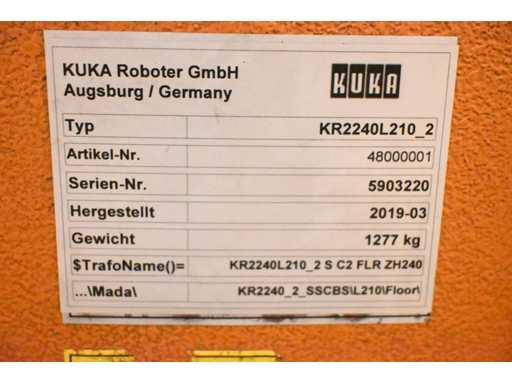 KUKA Roboter GmbH
Augsburg / Germany
KUKA
Typ KR2240L210_2
Artikel-Nr. 48000001
Serien-Nr. 5903220
Hergestellt 2019-03
Gewicht 1277 kg
$TrafoName()= KR2240L210_2 S C2 FLR ZH240
...\Mada\ KR2240_2_SSCBS\L210\Floor\